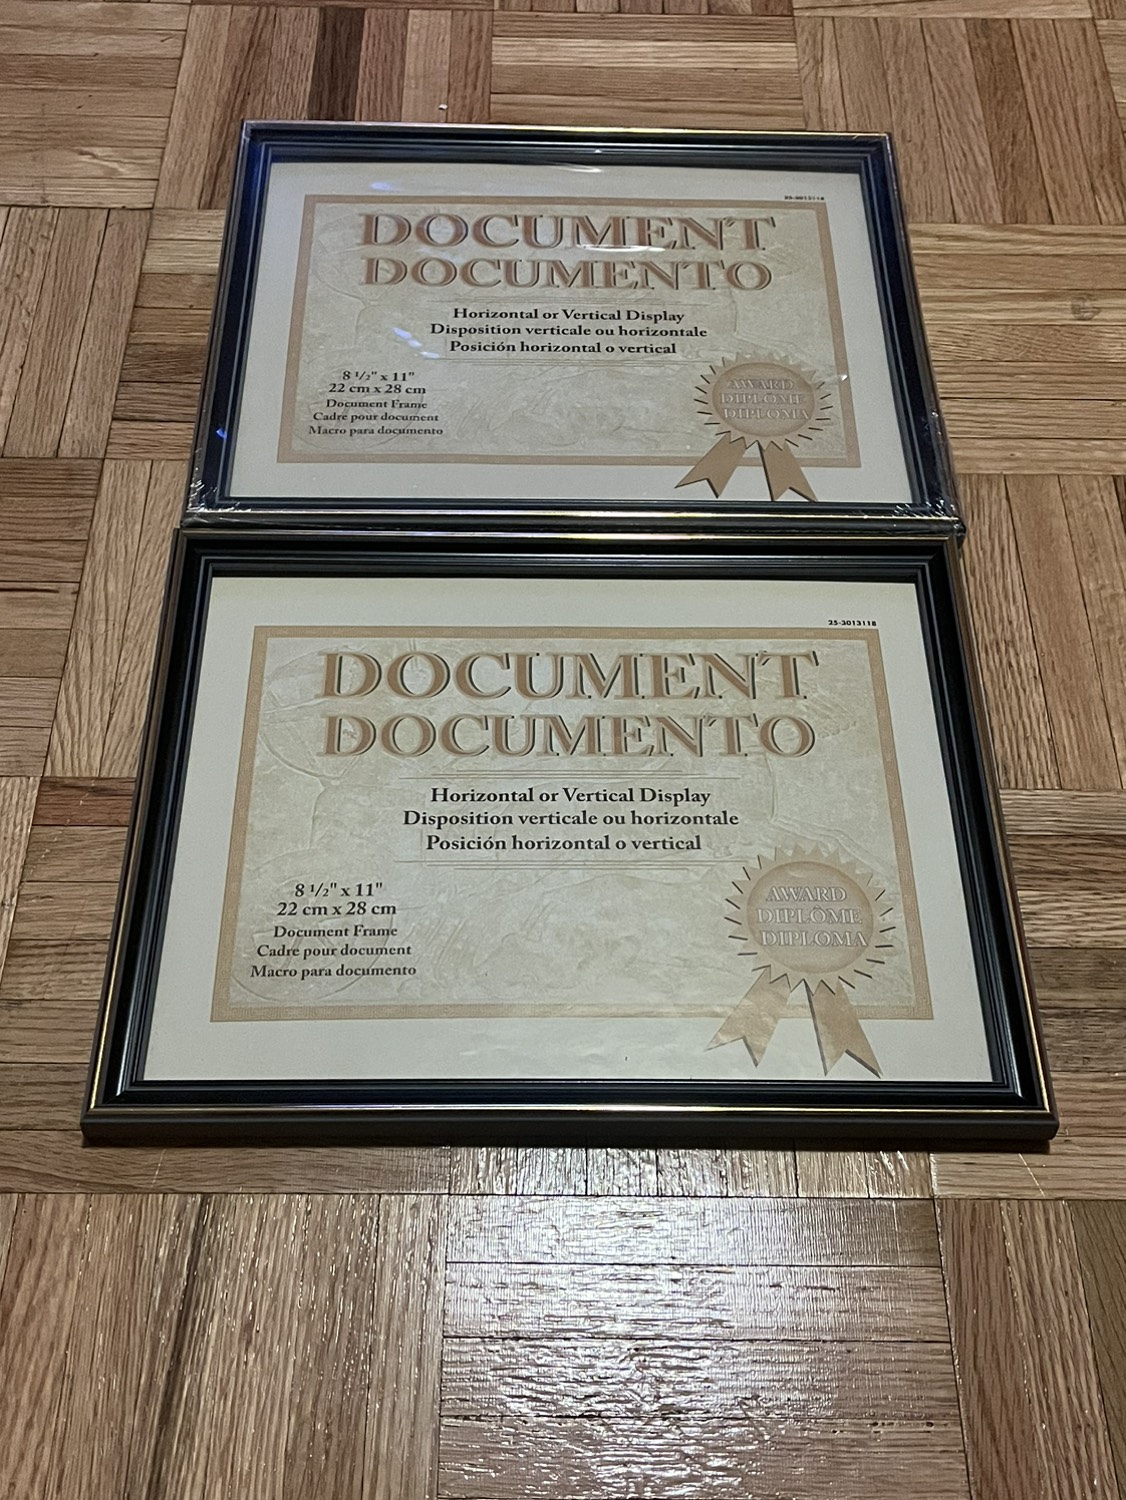 25-3013118
DOCUMENT
DOCUMENTO
Horizontal or Vertical Display
Disposition verticale ou horizontale
Posición horizontal o vertical
8 1/2" x 11"
22 cm x 28 cm
Document Frame
Cadre pour document
Macro para documento
AWARD
DIPLÔME
DIPLOMA
25-3013118
DOCUMENT
DOCUMENTO
Horizontal or Vertical Display
Disposition verticale ou horizontale
Posición horizontal o vertical
8 1/2" x 11"
22 cm x 28 cm
Document Frame
Cadre pour document
Macro para documento
AWARD
DIPLÔME
DIPLOMA